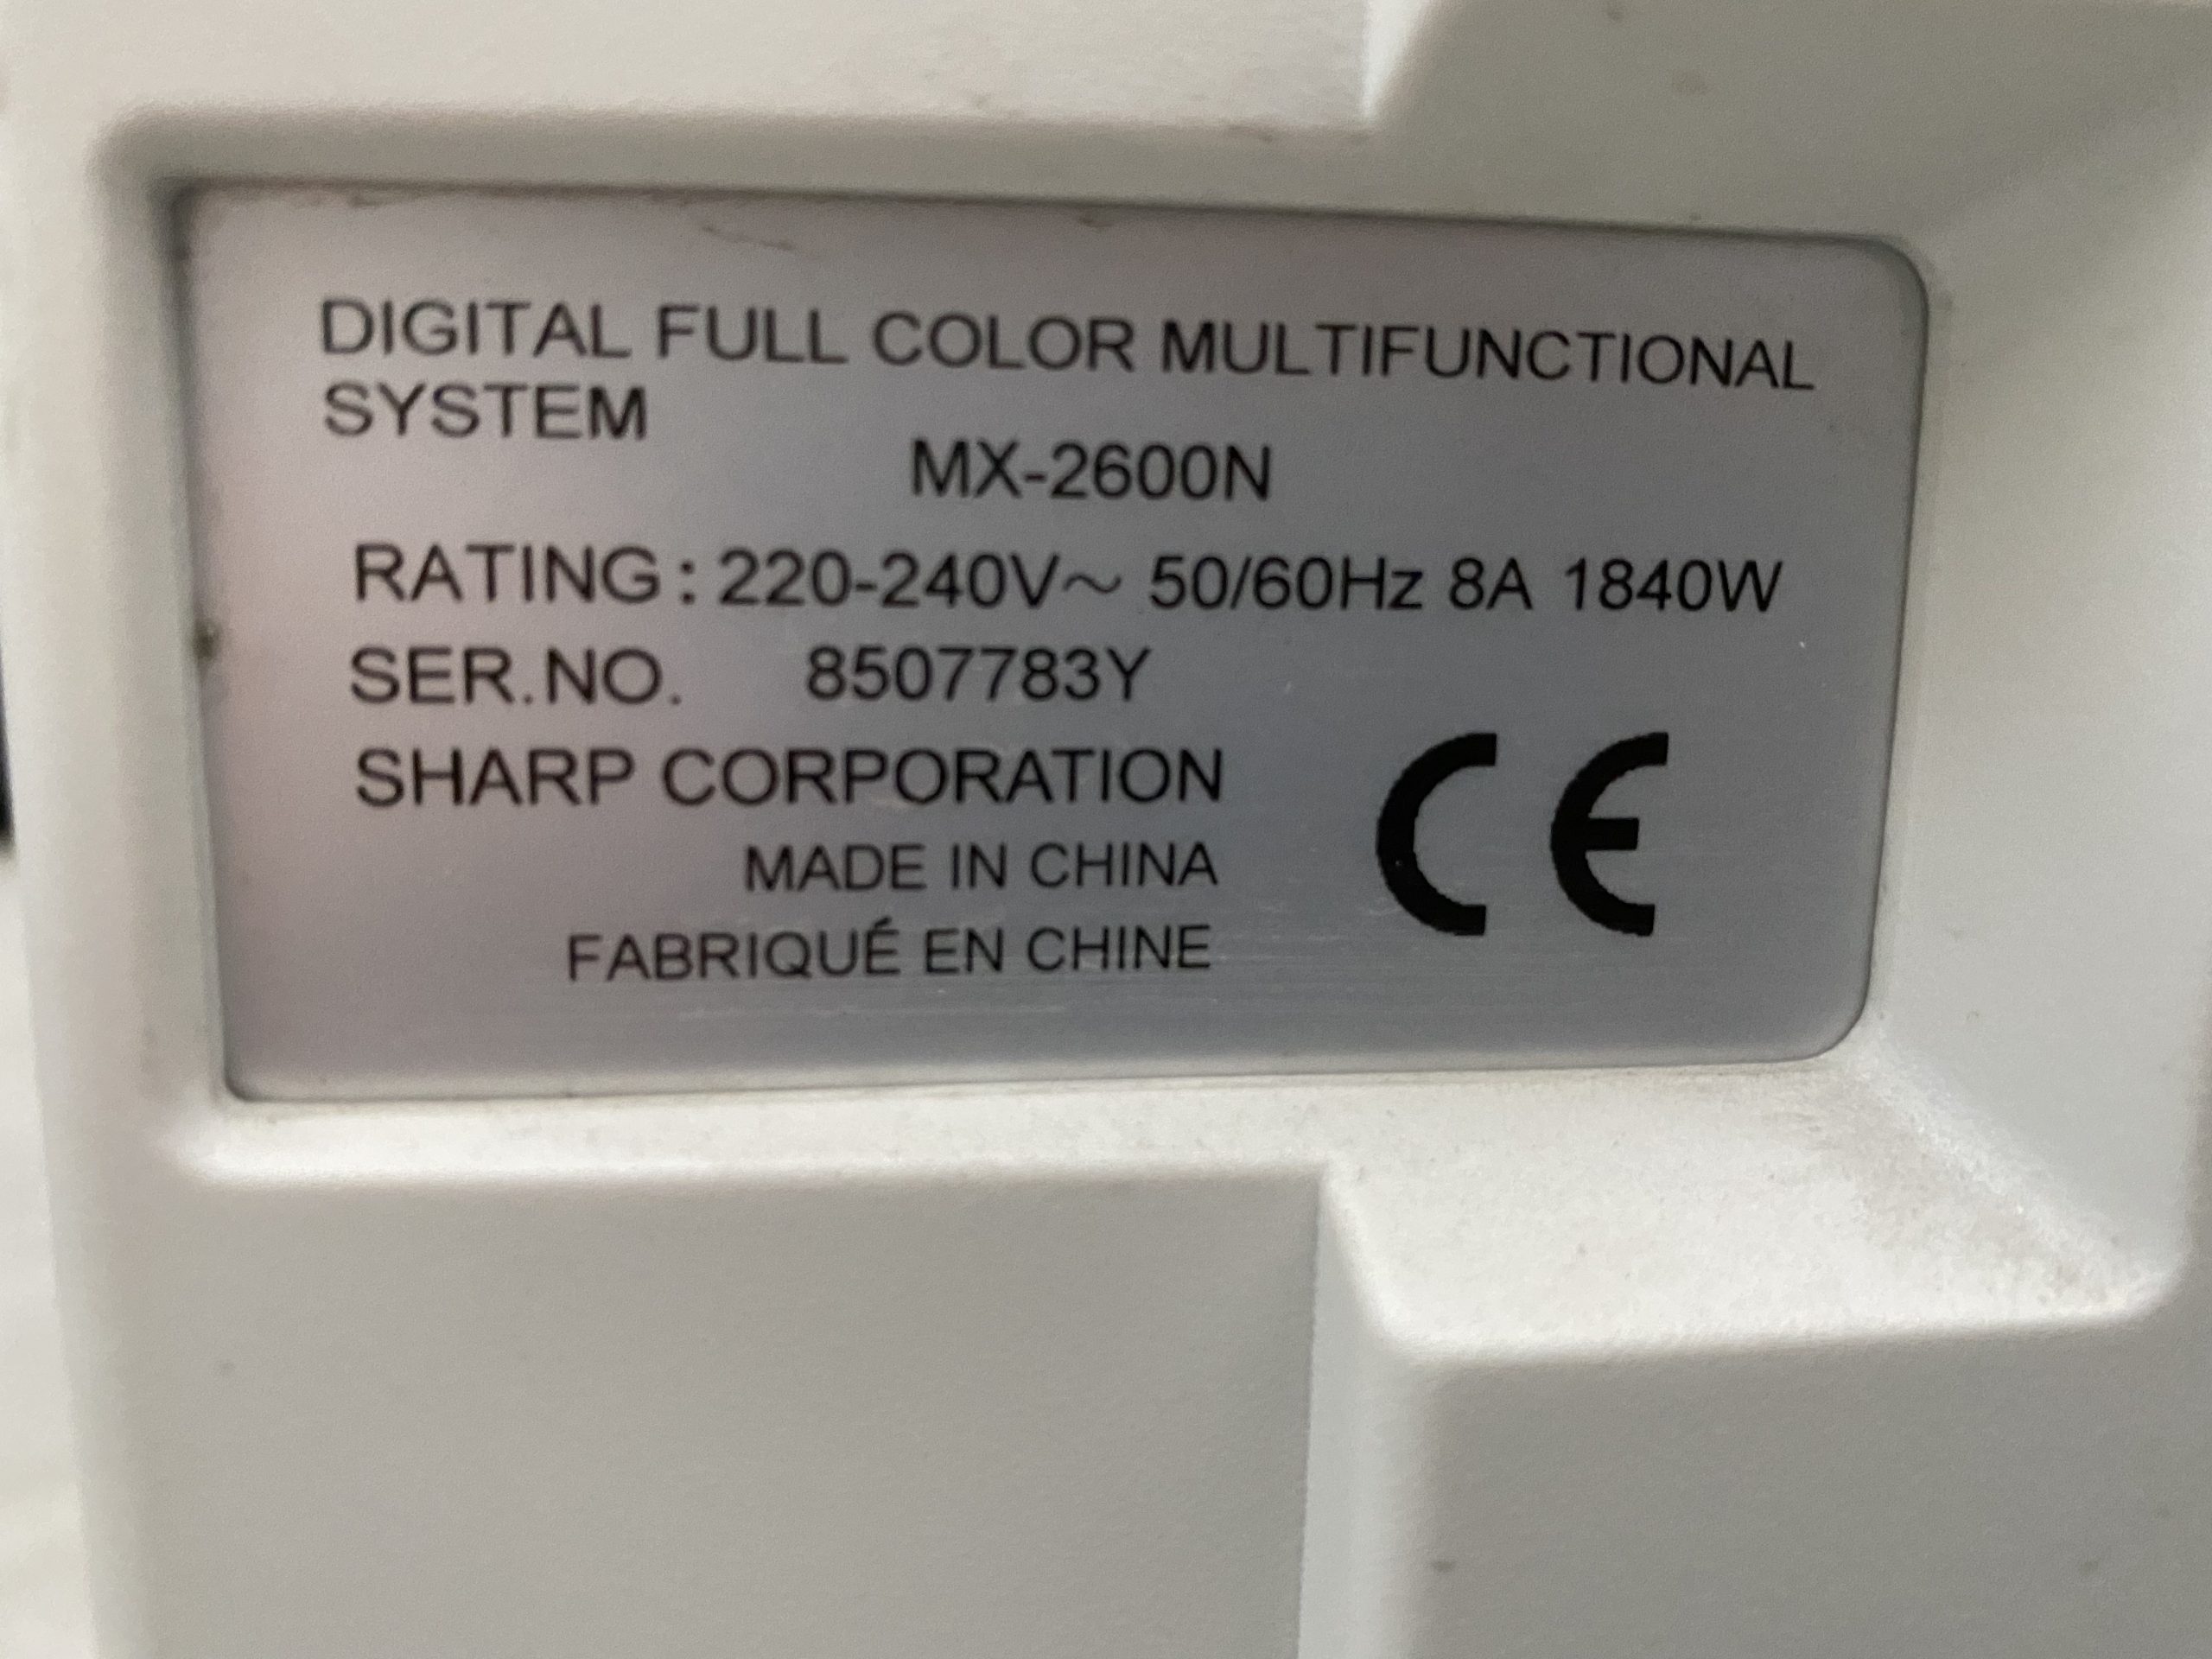 DIGITAL FULL COLOR MULTIFUNCTIONAL
SYSTEM
MX-2600N
RATING : 220-240V~ 50/60Hz 8A 1840W
SER.NO. 8507783Y
SHARP CORPORATION
MADE IN CHINA
FABRIQUÉ EN CHINE
CE